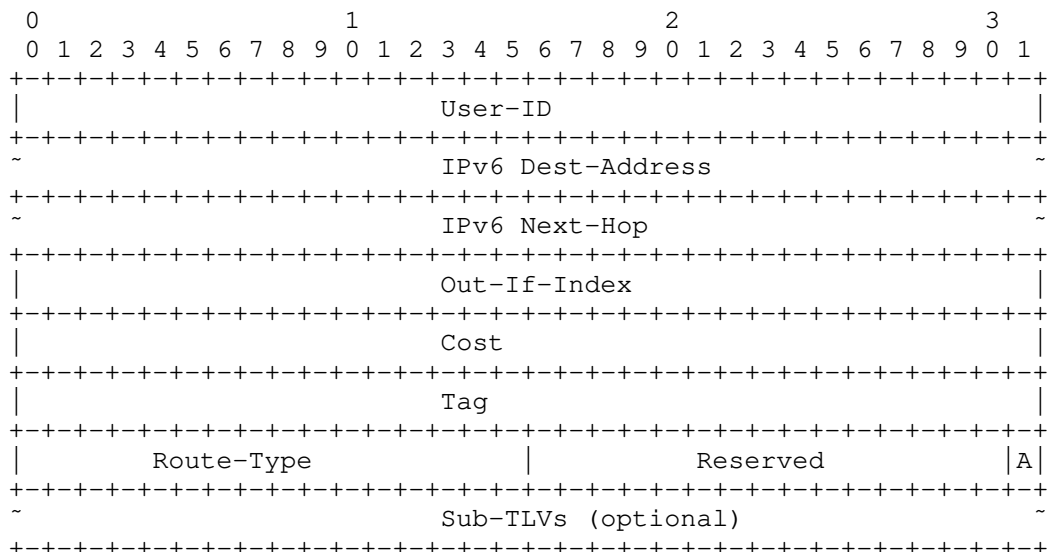 0                   1                   2                   3
 0 1 2 3 4 5 6 7 8 9 0 1 2 3 4 5 6 7 8 9 0 1 2 3 4 5 6 7 8 9 0 1
+-+-+-+-+-+-+-+-+-+-+-+-+-+-+-+-+-+-+-+-+-+-+-+-+-+-+-+-+-+-+-+-+
|                          User-ID                              |
+-+-+-+-+-+-+-+-+-+-+-+-+-+-+-+-+-+-+-+-+-+-+-+-+-+-+-+-+-+-+-+-+
~                          IPv6 Dest-Address                    ~
+-+-+-+-+-+-+-+-+-+-+-+-+-+-+-+-+-+-+-+-+-+-+-+-+-+-+-+-+-+-+-+-+
~                          IPv6 Next-Hop                        ~
+-+-+-+-+-+-+-+-+-+-+-+-+-+-+-+-+-+-+-+-+-+-+-+-+-+-+-+-+-+-+-+-+
|                          Out-If-Index                         |
+-+-+-+-+-+-+-+-+-+-+-+-+-+-+-+-+-+-+-+-+-+-+-+-+-+-+-+-+-+-+-+-+
|                          Cost                                 |
+-+-+-+-+-+-+-+-+-+-+-+-+-+-+-+-+-+-+-+-+-+-+-+-+-+-+-+-+-+-+-+-+
|                          Tag                                  |
+-+-+-+-+-+-+-+-+-+-+-+-+-+-+-+-+-+-+-+-+-+-+-+-+-+-+-+-+-+-+-+-+
|        Route-Type             |          Reserved           |A|
+-+-+-+-+-+-+-+-+-+-+-+-+-+-+-+-+-+-+-+-+-+-+-+-+-+-+-+-+-+-+-+-+
~                          Sub-TLVs (optional)                  ~
+-+-+-+-+-+-+-+-+-+-+-+-+-+-+-+-+-+-+-+-+-+-+-+-+-+-+-+-+-+-+-+-+